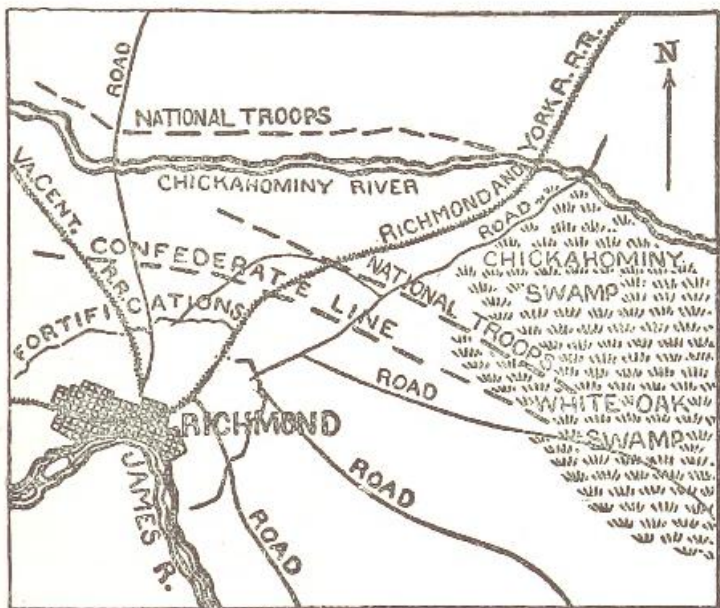 ROAD
N
YORK R. R.R.
NATIONAL TROOPS
VA. CENT.
R.R.
CHICKAHOMINY RIVER
RICHMOND AND
ROAD
CONFEDERATE LINE
CHICKAHOMINY
SWAMP
NATIONAL TROOPS
FORTIFICATIONS
ROAD
WHITE OAK
SWAMP
RICHMOND
JAMES R.
ROAD
ROAD